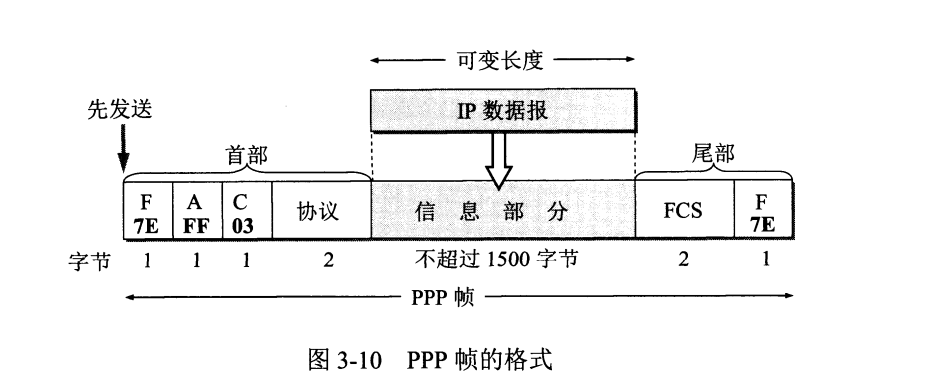 可变长度
IP 数据报
先发送
首部
尾部
F A C 协议 信 息 部 分 FCS F
7E FF 03 7E
字节 1 1 1 2 不超过 1500 字节 2 1
PPP 帧
图 3-10 PPP 帧的格式